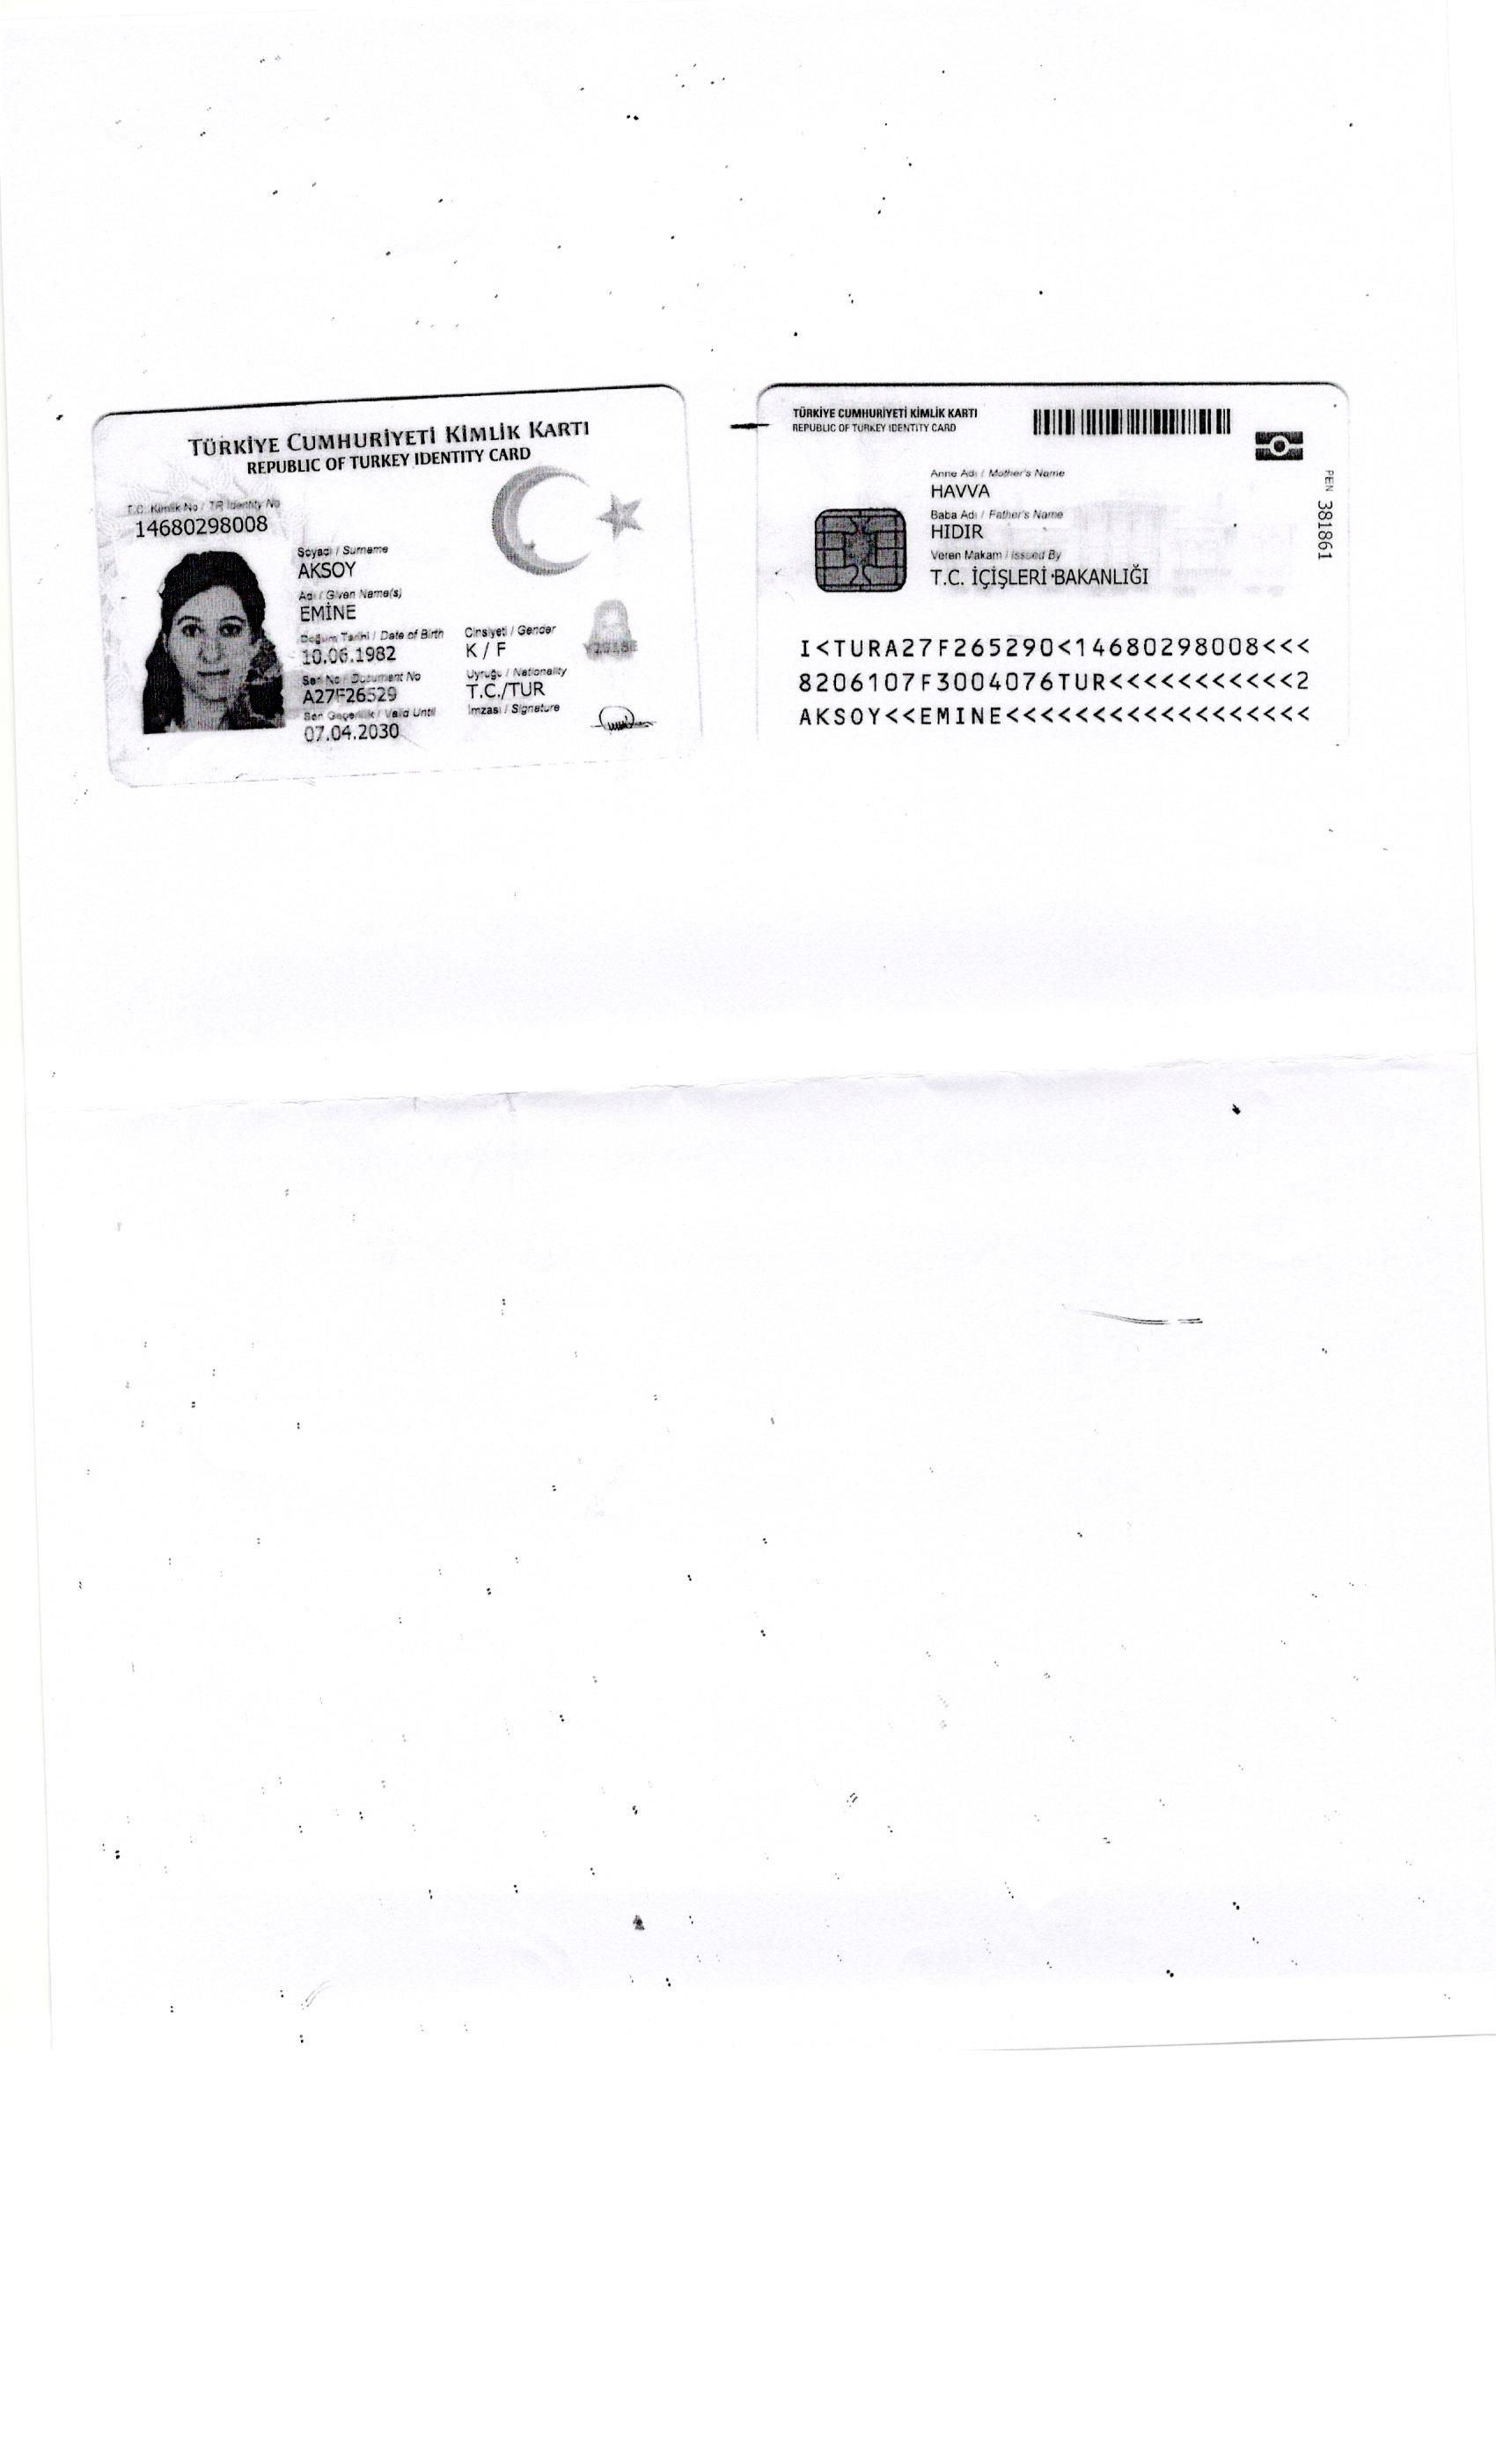 TÜRKİYE CUMHURİYETİ KİMLİK KARTI
REPUBLIC OF TURKEY IDENTITY CARD
T.C. Kimlik No / TR Identity No
14680298008
Soyadı / Surname
AKSOY
Adı / Given Name(s)
EMİNE
Doğum Tarihi / Date of Birth
10.06.1982
Cinsiyeti / Gender
K / F
Seri No / Document No
A27F26529
Uyruğu / Nationality
T.C./TUR
Son Geçerlilik / Valid Until
07.04.2030
İmzası / Signature
TÜRKİYE CUMHURİYETİ KİMLİK KARTI
REPUBLIC OF TURKEY IDENTITY CARD
Anne Adı / Mother's Name
HAVVA
Baba Adı / Father's Name
HIDIR
Veren Makam / Issued By
T.C. İÇİŞLERİ BAKANLIĞI
PEN 381861
I<TURA27F265290<14680298008<<<
8206107F3004076TUR<<<<<<<<<<<2
AKSOY<<EMINE<<<<<<<<<<<<<<<<<<